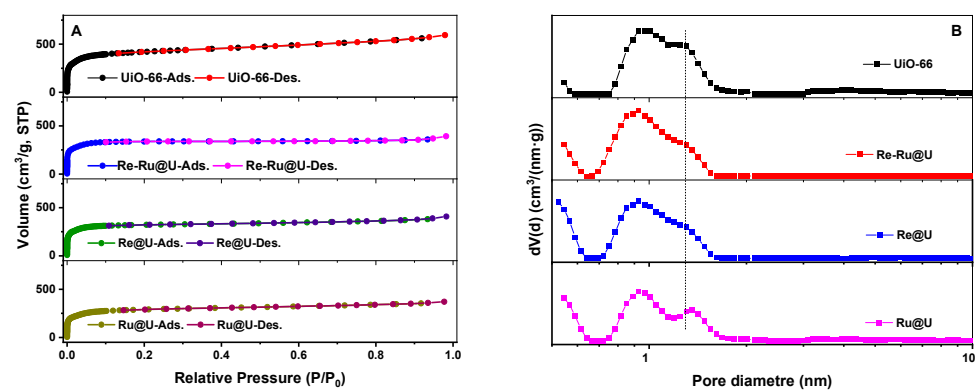 A
500
0
UiO-66-Ads.
UiO-66-Des.
500
250
0
Re-Ru@U-Ads.
Re-Ru@U-Des.
500
250
0
Re@U-Ads.
Re@U-Des.
500
0
Ru@U-Ads.
Ru@U-Des.
0.0 0.2 0.4 0.6 0.8 1.0
Relative Pressure (P/P0)
Volume (cm3/g, STP)
B
UiO-66
Re-Ru@U
Re@U
Ru@U
1 10
Pore diametre (nm)
dV(d) (cm3/(nm·g))